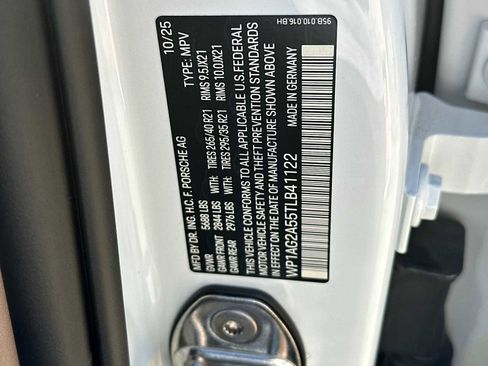 95B.010.016.BH
10/25
TYPE: MPV
MFD BY: DR. ING. H.C. F. PORSCHE AG
GVWR 5688 LBS WITH TIRES 265/40 R21 RIMS 9.5JX21
GAWR FRONT 2844 LBS WITH TIRES 295/35 R21 RIMS 10.0JX21
GAWR REAR 2976 LBS
THIS VEHICLE CONFORMS TO ALL APPLICABLE U.S. FEDERAL
MOTOR VEHICLE SAFETY AND THEFT PREVENTION STANDARDS
IN EFFECT ON THE DATE OF MANUFACTURE SHOWN ABOVE
WP1AG2A557LB41122 MADE IN GERMANY